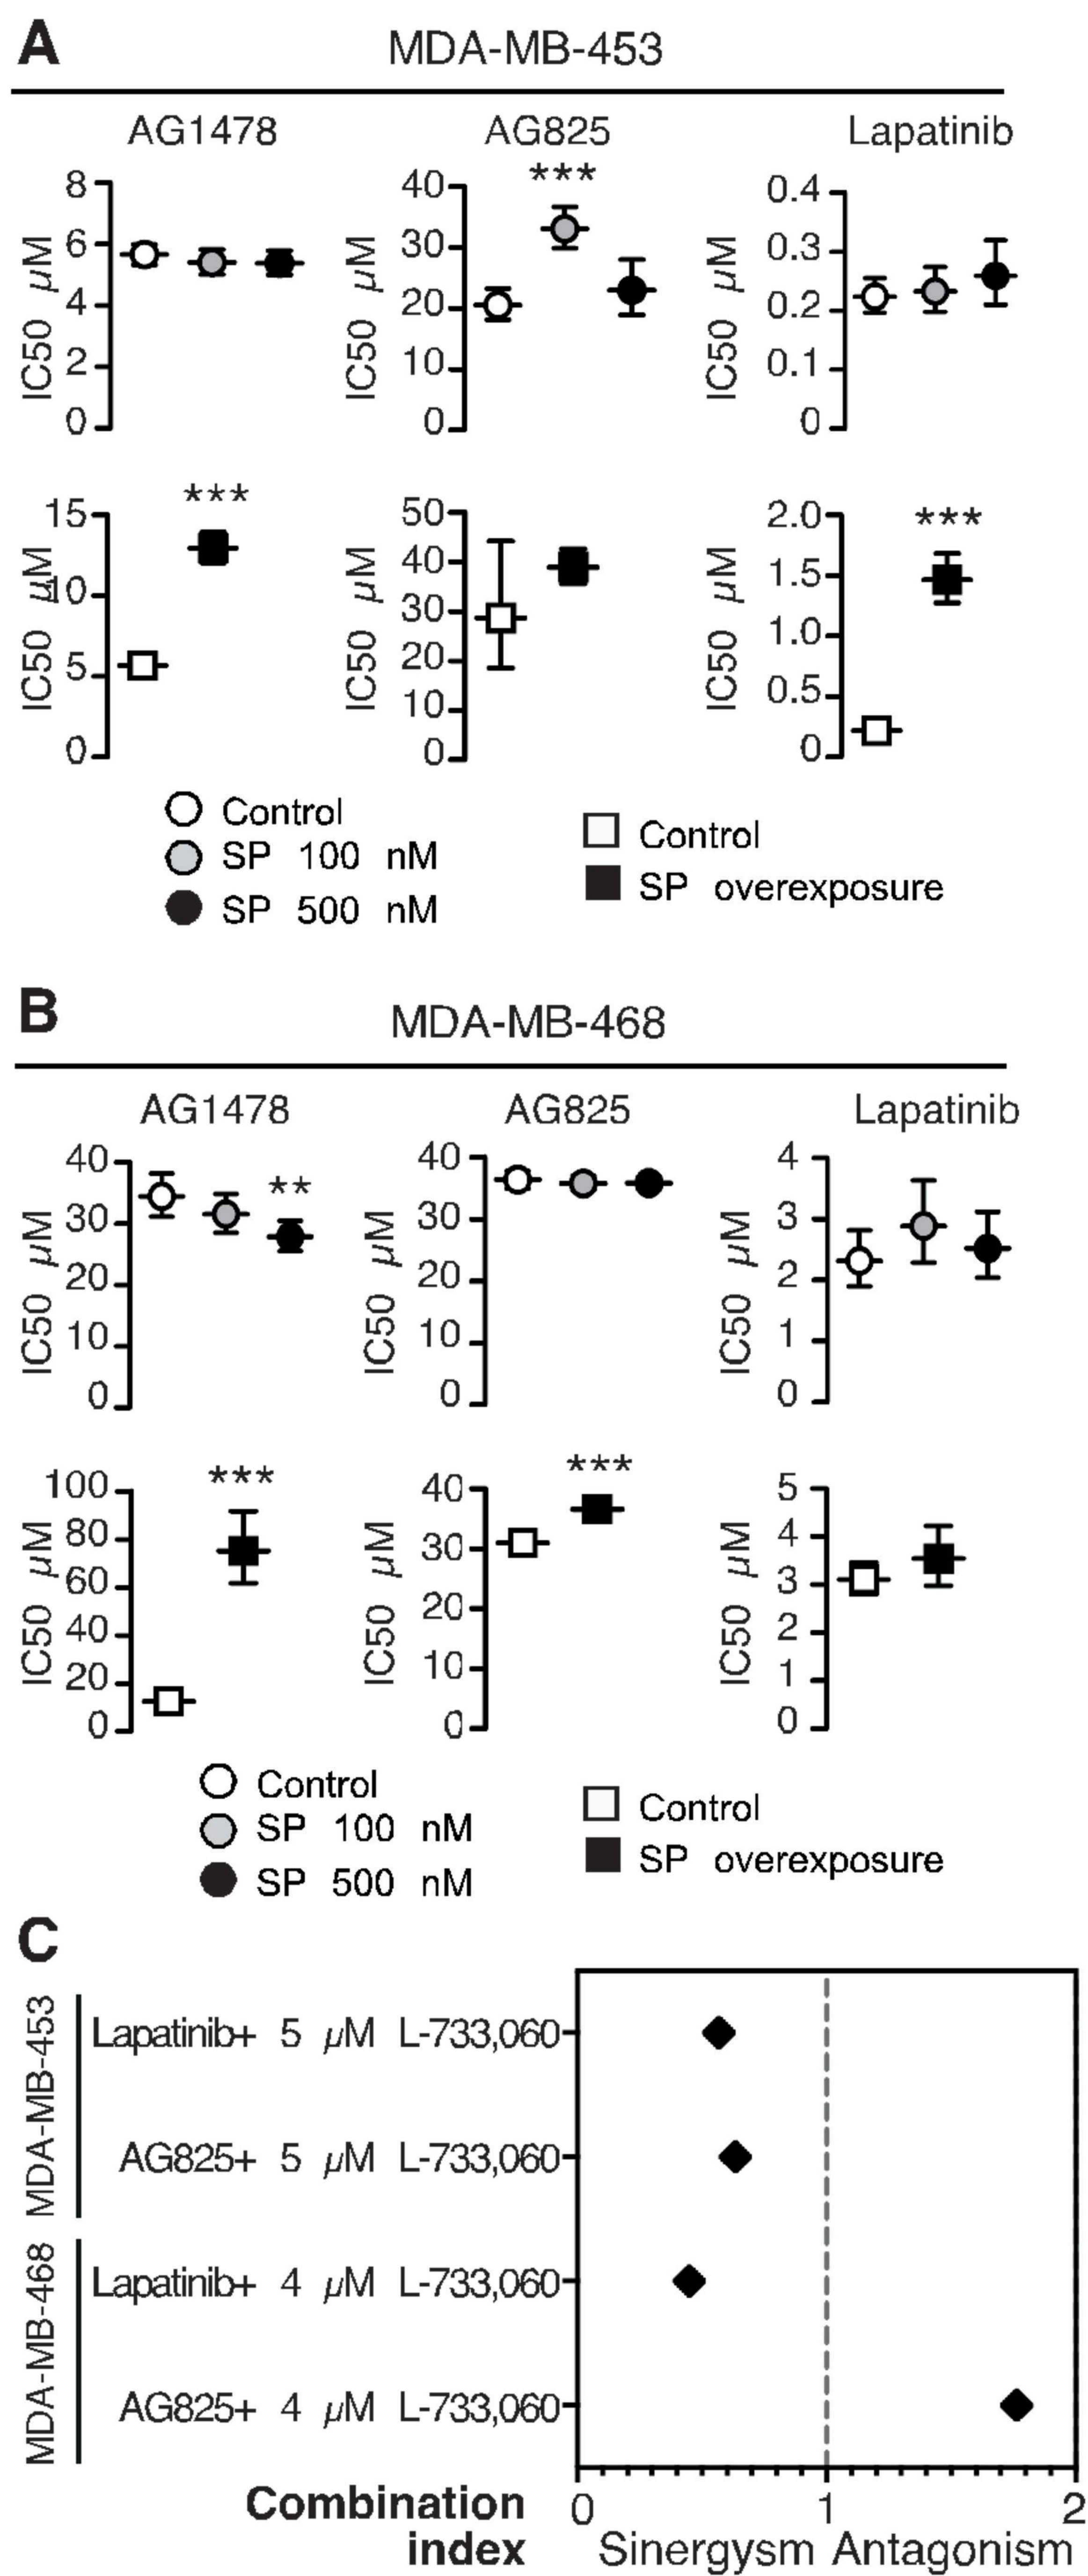 A
MDA-MB-453
AG1478 AG825 Lapatinib
***
8 6 4 2 0
IC50 µM
40 30 20 10 0
IC50 µM
0.4 0.3 0.2 0.1 0
IC50 µM
*** ***
15 10 5 0
IC50 µM
50 40 30 20 10 0
IC50 µM
2.0 1.5 1.0 0.5 0
IC50 µM
Control
SP 100 nM
SP 500 nM
Control
SP overexposure
B
MDA-MB-468
AG1478 AG825 Lapatinib
**
40 30 20 10 0
IC50 µM
40 30 20 10 0
IC50 µM
4 3 2 1 0
IC50 µM
*** ***
100 80 60 40 20 0
IC50 µM
40 30 20 10 0
IC50 µM
5 4 3 2 1 0
IC50 µM
Control
SP 100 nM
SP 500 nM
Control
SP overexposure
C
MDA-MB-453
Lapatinib+ 5 µM L-733,060
AG825+ 5 µM L-733,060
MDA-MB-468
Lapatinib+ 4 µM L-733,060
AG825+ 4 µM L-733,060
Combination index
0 1 2
Sinergysm Antagonism